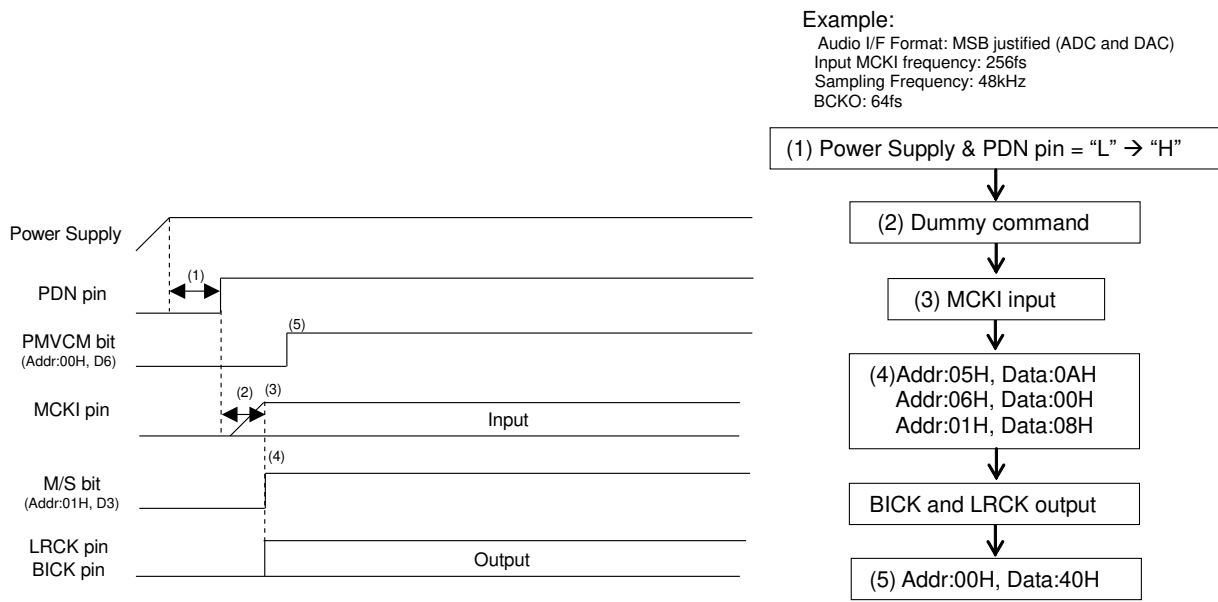 Example:
Audio I/F Format: MSB justified (ADC and DAC)
Input MCKI frequency: 256fs
Sampling Frequency: 48kHz
BCKO: 64fs
(1) Power Supply & PDN pin = “L” → “H”
(2) Dummy command
(3) MCKI input
(4)Addr:05H, Data:0AH
Addr:06H, Data:00H
Addr:01H, Data:08H
BICK and LRCK output
(5) Addr:00H, Data:40H
Power Supply
PDN pin
(1)
PMVCM bit
(Addr:00H, D6)
(5)
MCKI pin
(2)
(3)
Input
M/S bit
(Addr:01H, D3)
(4)
LRCK pin
BICK pin
Output